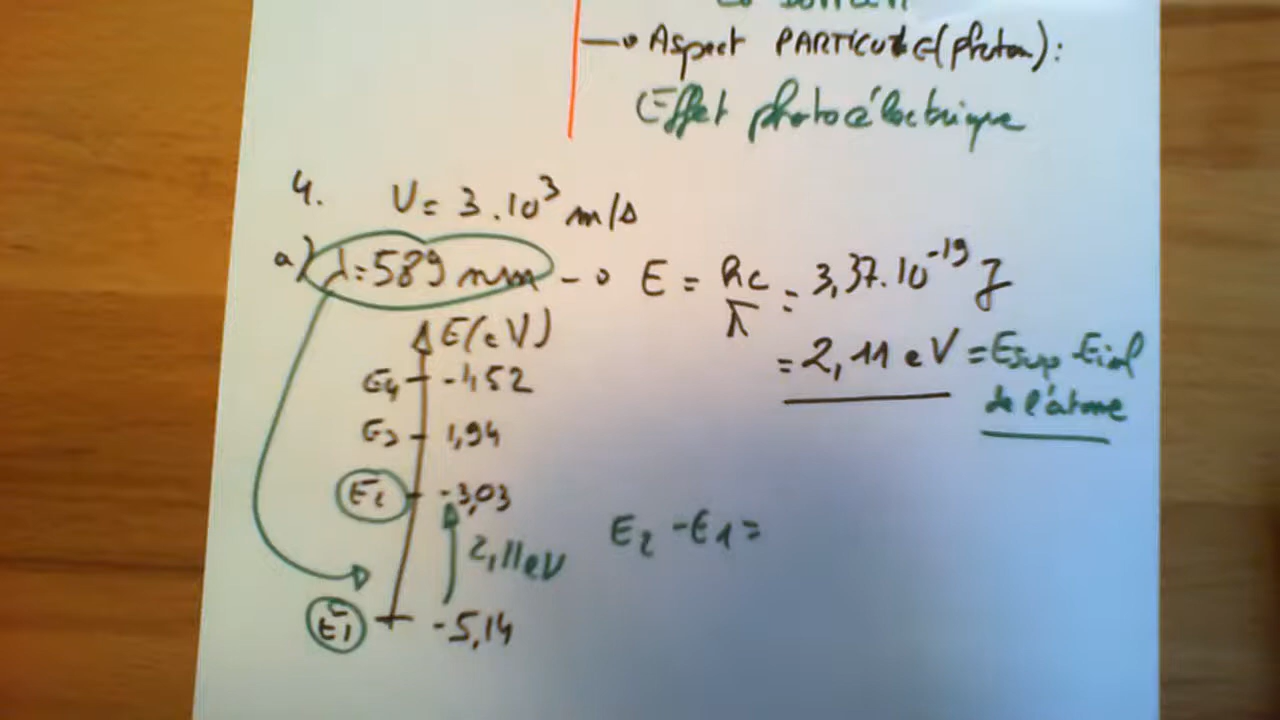 → Aspect PARTICULE (photon) :
Effet photoélectrique
4. V = 3.10³ m/s
a) λ = 589 nm → E = hc/λ = 3,37.10⁻¹⁹ J
= 2,11 eV = Esup - Einf
de l'atome
E(eV)
E4 -1,52
E3 1,94
E2 -3,03
2,11eV
E2 - E1 =
E1 -5,14